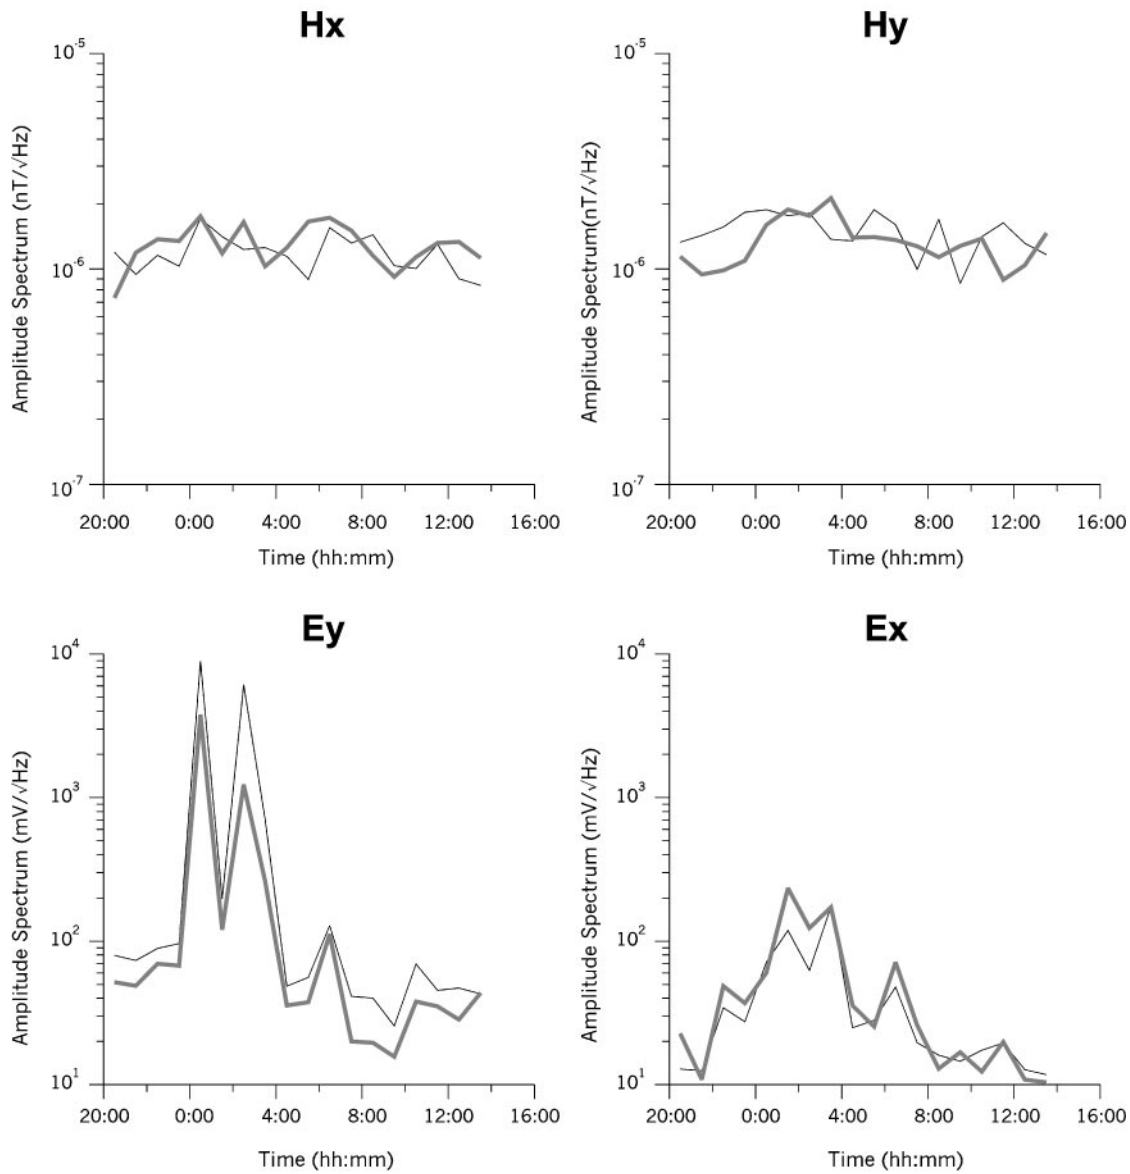 Hx
Amplitude Spectrum (nT/√Hz)
10-5
10-6
10-7
20:00 0:00 4:00 8:00 12:00 16:00
Time (hh:mm)
Hy
Amplitude Spectrum(nT/√Hz)
10-5
10-6
10-7
20:00 0:00 4:00 8:00 12:00 16:00
Time (hh:mm)
Ey
Amplitude Spectrum (mV/√Hz)
10⁴
10³
10²
10¹
20:00 0:00 4:00 8:00 12:00 16:00
Time (hh:mm)
Ex
Amplitude Spectrum (mV/√Hz)
10⁴
10³
10²
10¹
20:00 0:00 4:00 8:00 12:00 16:00
Time (hh:mm)